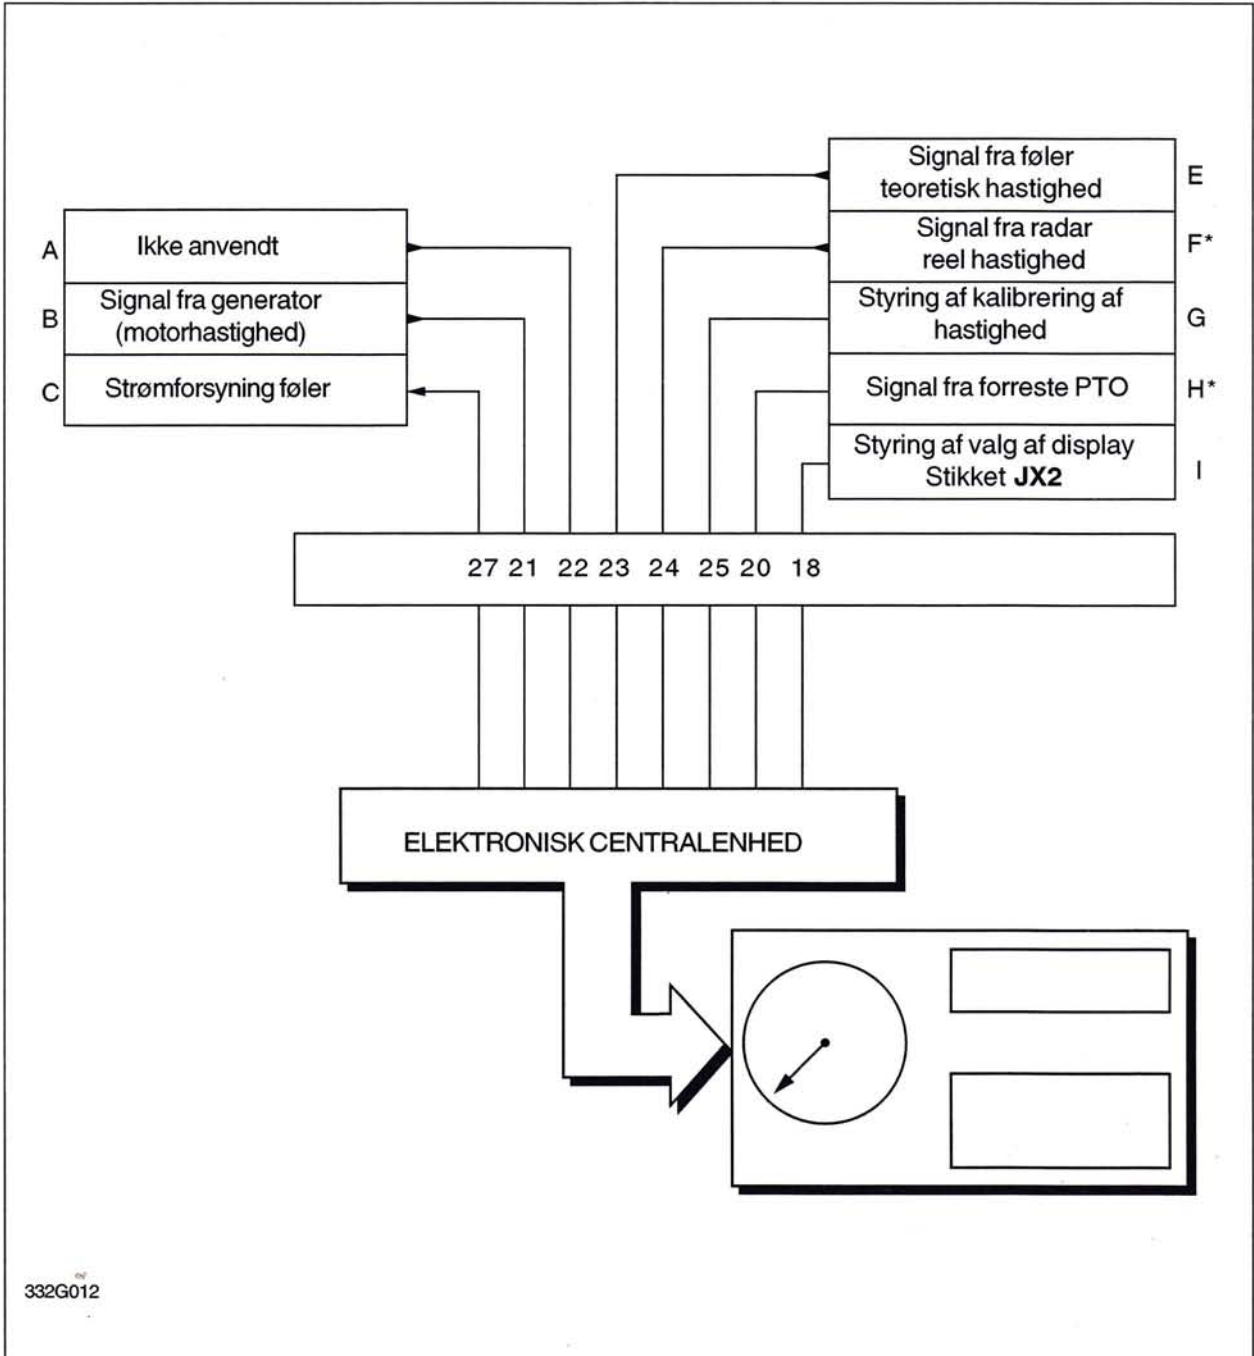 A
Ikke anvendt
B
Signal fra generator
(motorhastighed)
C
Strømforsyning føler
Signal fra føler
teoretisk hastighed
E
Signal fra radar
reel hastighed
F*
Styring af kalibrering af
hastighed
G
Signal fra forreste PTO
H*
Styring af valg af display
Stikket JX2
I
27 21 22 23 24 25 20 18
ELEKTRONISK CENTRALENHED
332G012